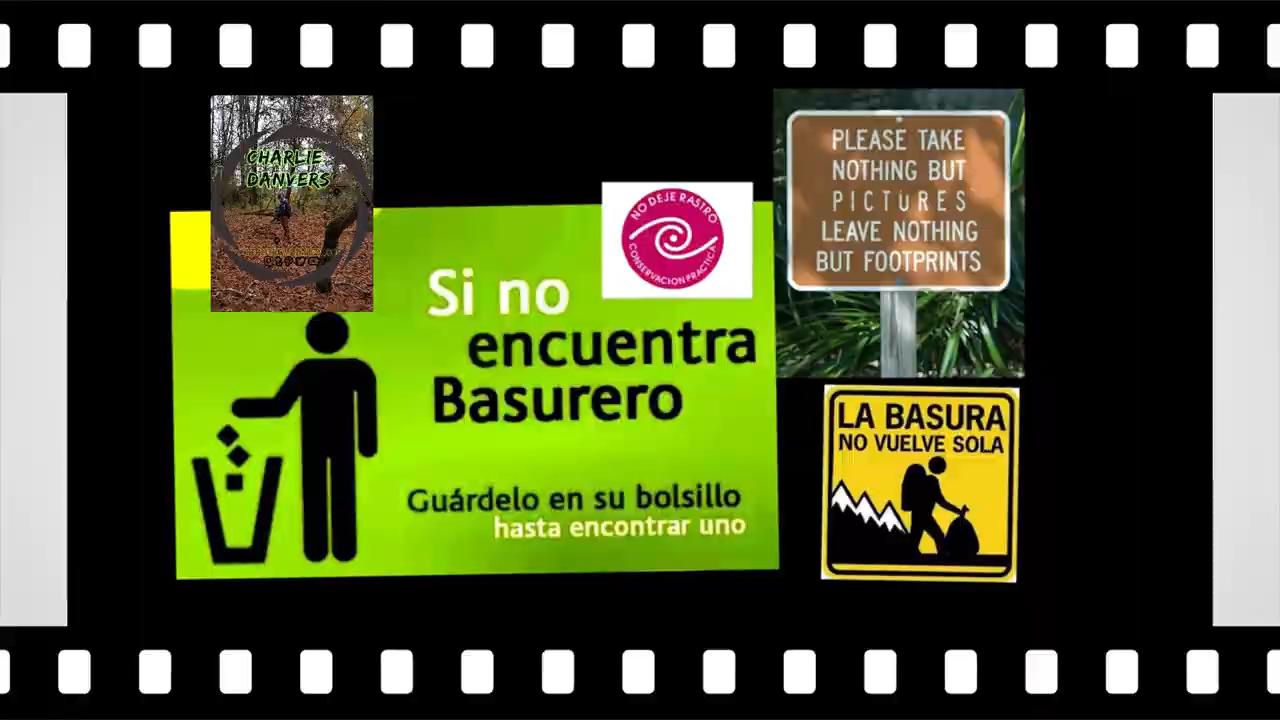 CHARLIE
DANVERS
NO DEJE RASTRO
CONSERVACION PRACTICA
Si no
encuentra
Basurero
Guárdelo en su bolsillo
hasta encontrar uno
PLEASE TAKE
NOTHING BUT
PICTURES
LEAVE NOTHING
BUT FOOTPRINTS
LA BASURA
NO VUELVE SOLA